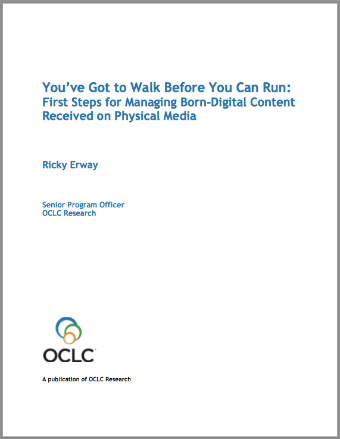 You've Got to Walk Before You Can Run:
First Steps for Managing Born-Digital Content
Received on Physical Media
Ricky Erway
Senior Program Officer
OCLC Research
OCLC
A publication of OCLC Research